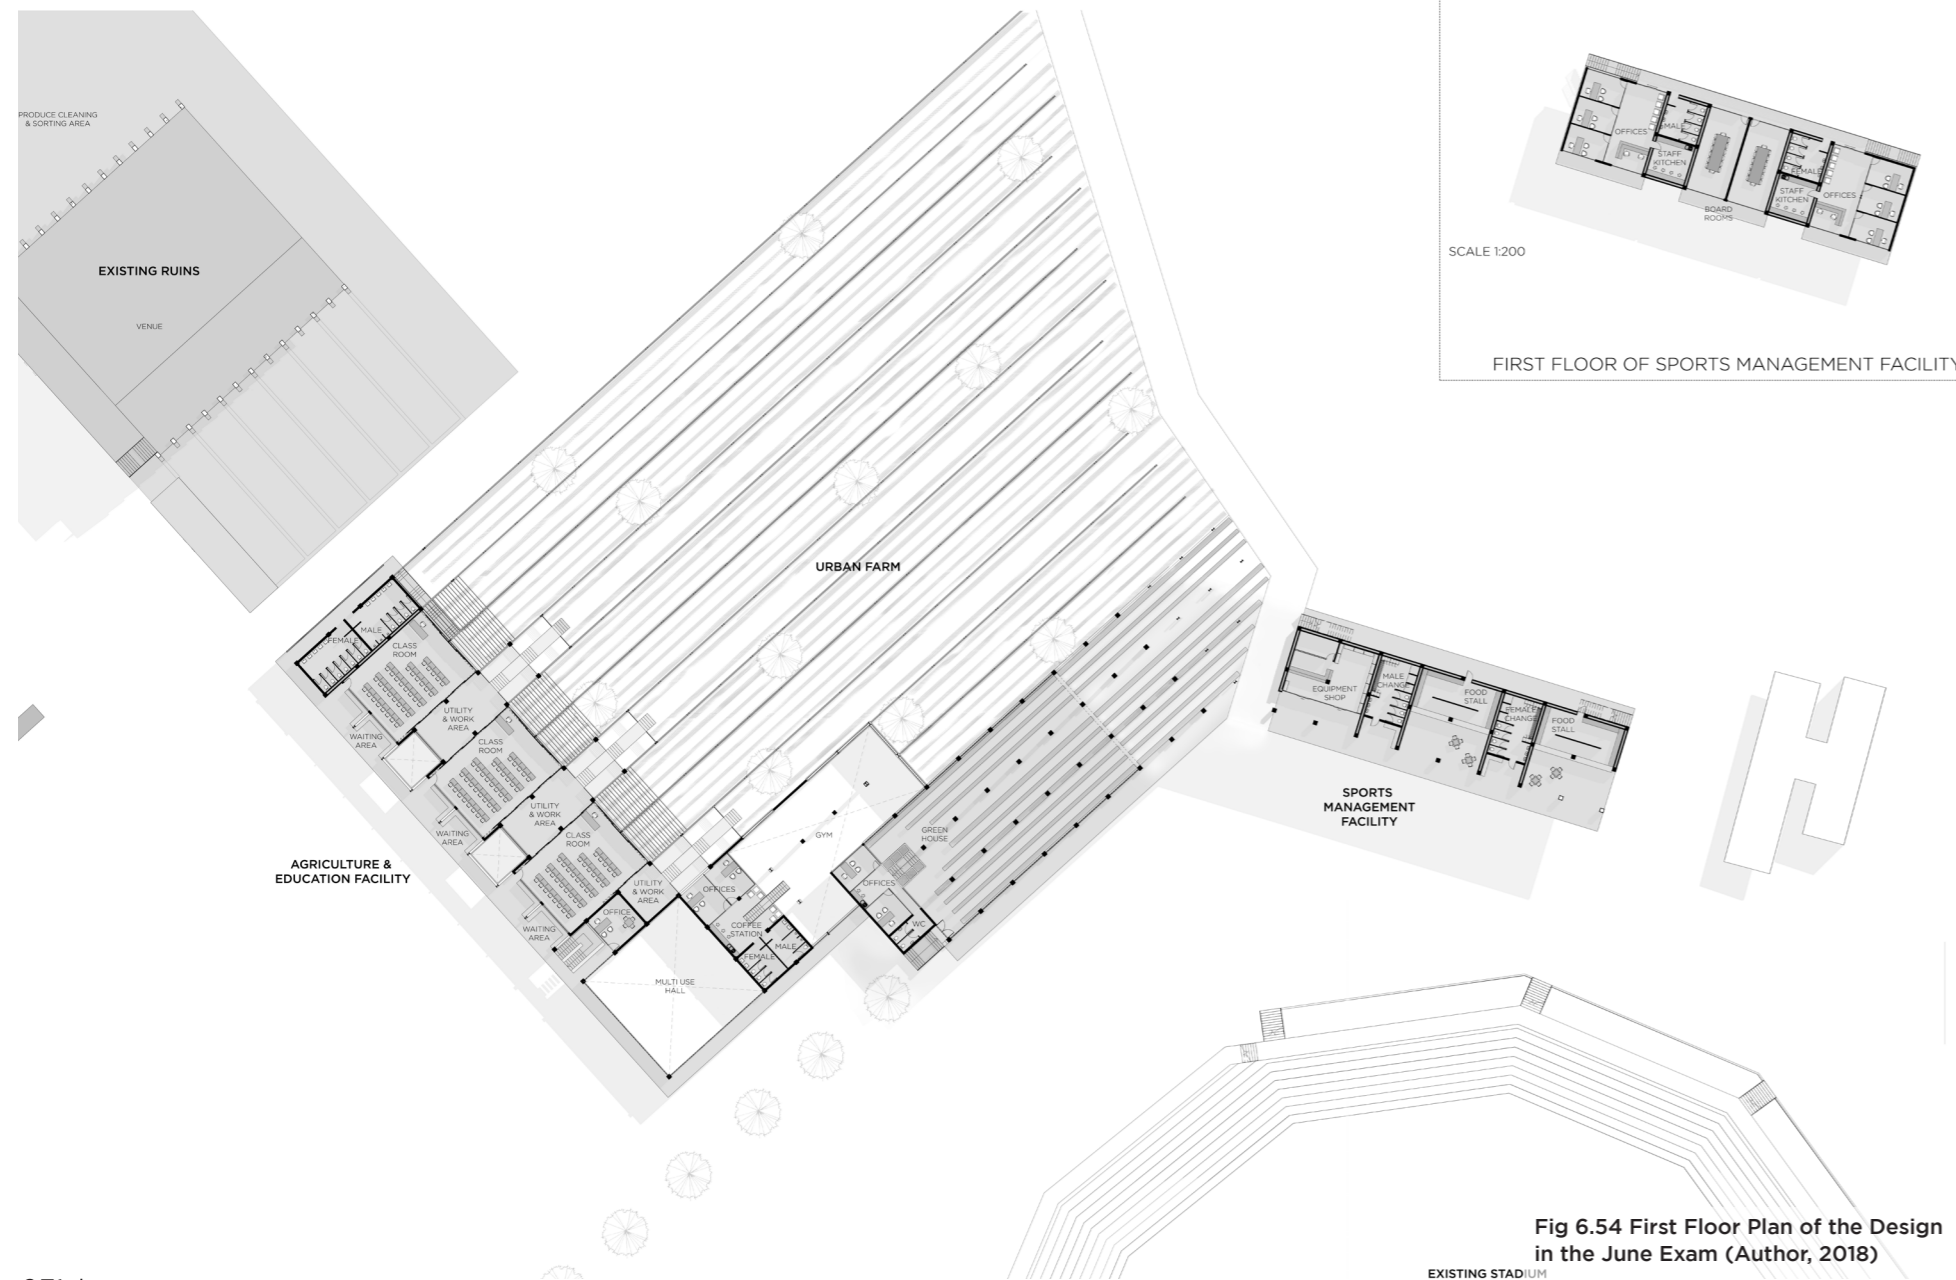 PRODUCE CLEANING
& SORTING AREA
EXISTING RUINS
VENUE
OFFICES
MALE
STAFF
KITCHEN
BOARD
ROOMS
FEMALE
STAFF
KITCHEN
OFFICES
SCALE 1:200
FIRST FLOOR OF SPORTS MANAGEMENT FACILITY
URBAN FARM
FEMALE
MALE
CLASS
ROOM
UTILITY
& WORK
AREA
WAITING
AREA
CLASS
ROOM
UTILITY
& WORK
AREA
WAITING
AREA
CLASS
ROOM
UTILITY
& WORK
AREA
WAITING
AREA
OFFICE
AGRICULTURE &
EDUCATION FACILITY
MULTI USE
HALL
OFFICES
COFFEE
STATION
FEMALE
MALE
GYM
OFFICES
WC
GREEN
HOUSE
EQUIPMENT
SHOP
MALE
CHANGE
FOOD
STALL
FEMALE
CHANGE
FOOD
STALL
SPORTS
MANAGEMENT
FACILITY
Fig 6.54 First Floor Plan of the Design
in the June Exam (Author, 2018)
EXISTING STADIUM